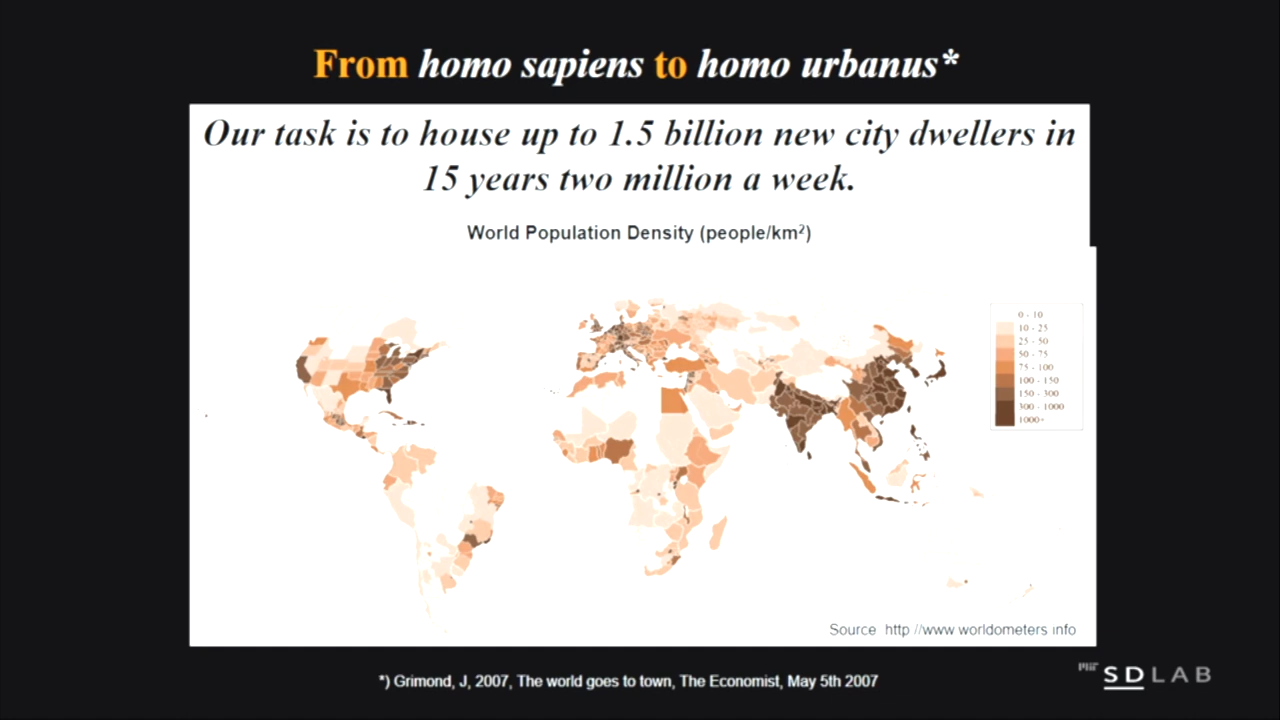 From homo sapiens to homo urbanus*
Our task is to house up to 1.5 billion new city dwellers in
15 years two million a week.
World Population Density (people/km²)
0 - 10
10 - 25
25 - 50
50 - 75
75 - 100
100 - 150
150 - 300
300 - 1000
1000+
Source http //www worldometers info
*) Grimond, J, 2007, The world goes to town, The Economist, May 5th 2007
MIT SDLAB